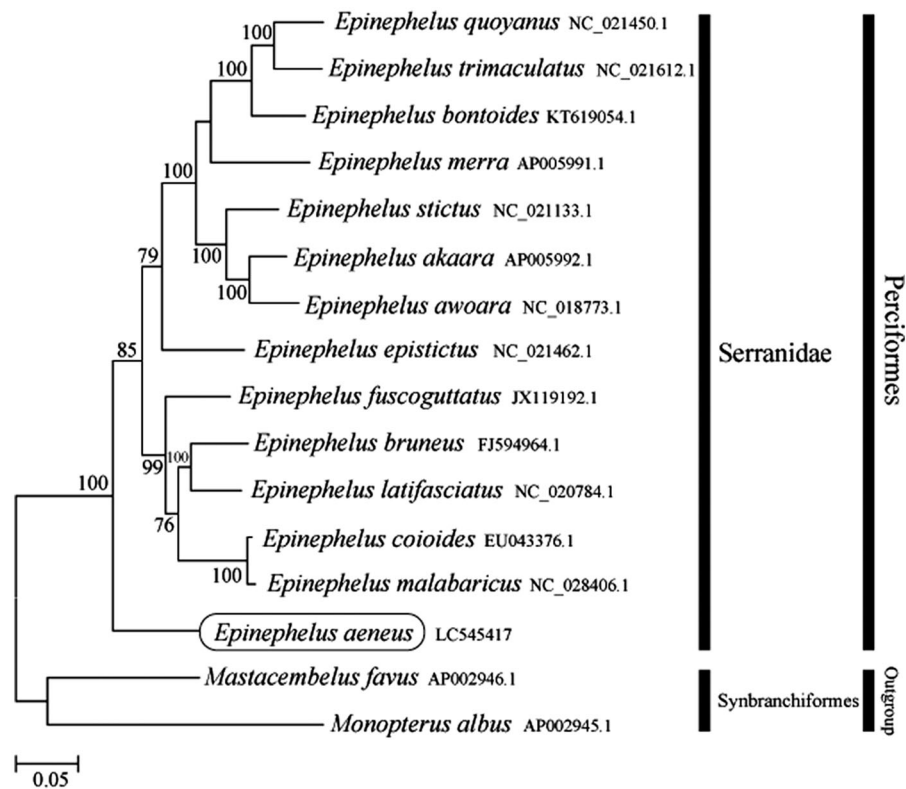 100
Epinephelus quoyanus NC_021450.1
100
Epinephelus trimaculatus NC_021612.1
Epinephelus bontoides KT619054.1
Epinephelus merra AP005991.1
100
Epinephelus stictus NC_021133.1
100
Epinephelus akaara AP005992.1
100
Epinephelus awoara NC_018773.1
79
Epinephelus epistictus NC_021462.1
85
Epinephelus fuscoguttatus JX119192.1
99
100
Epinephelus bruneus FJ594964.1
Epinephelus latifasciatus NC_020784.1
76
Epinephelus coioides EU043376.1
100
Epinephelus malabaricus NC_028406.1
100
Epinephelus aeneus LC545417
Mastacembelus favus AP002946.1
Monopterus albus AP002945.1
Serranidae
Perciformes
Synbranchiformes
Outgroup
0.05